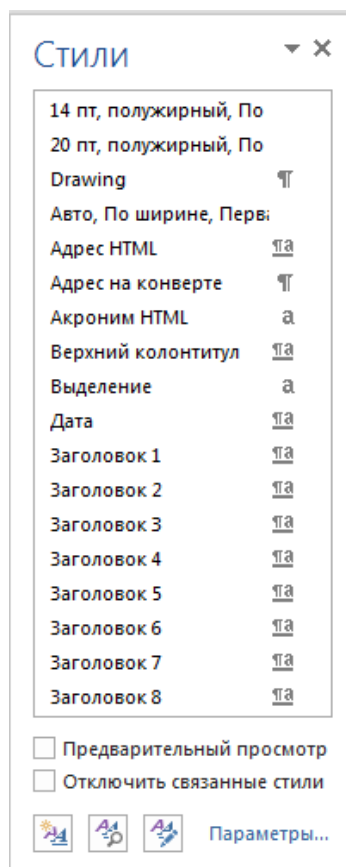 Стили
14 пт, полужирный, По
20 пт, полужирный, По
Drawing ¶
Авто, По ширине, Перва
Адрес HTML ¶a
Адрес на конверте ¶
Акроним HTML a
Верхний колонтитул ¶a
Выделение a
Дата ¶a
Заголовок 1 ¶a
Заголовок 2 ¶a
Заголовок 3 ¶a
Заголовок 4 ¶a
Заголовок 5 ¶a
Заголовок 6 ¶a
Заголовок 7 ¶a
Заголовок 8 ¶a
Предварительный просмотр
Отключить связанные стили
Параметры...